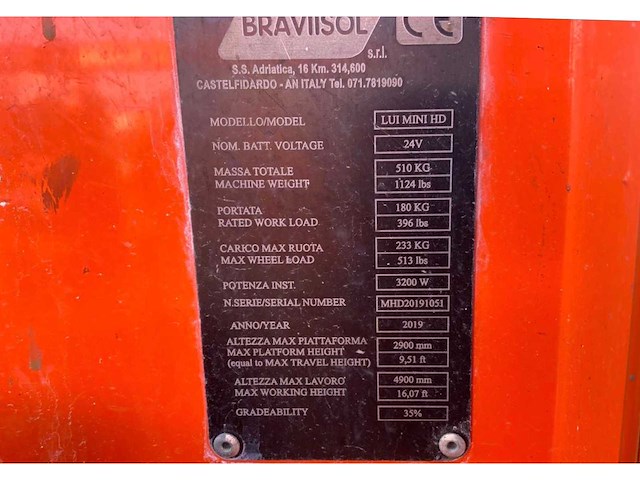 BRAVIISOL CE
s.r.l.
S.S. Adriatica, 16 Km. 314,600
CASTELFIDARDO - AN ITALY Tel. 071.7819090
MODELLO/MODEL LUI MINI HD
NOM. BATT. VOLTAGE 24V
MASSA TOTALE 510 KG
MACHINE WEIGHT 1124 lbs
PORTATA 180 KG
RATED WORK LOAD 396 lbs
CARICO MAX RUOTA 233 KG
MAX WHEEL LOAD 513 lbs
POTENZA INST. 3200 W
N.SERIE/SERIAL NUMBER MHD20191051
ANNO/YEAR 2019
ALTEZZA MAX PIATTAFORMA 2900 mm
MAX PLATFORM HEIGHT 9,51 ft
(equal to MAX TRAVEL HEIGHT)
ALTEZZA MAX LAVORO 4900 mm
MAX WORKING HEIGHT 16,07 ft
GRADEABILITY 35%